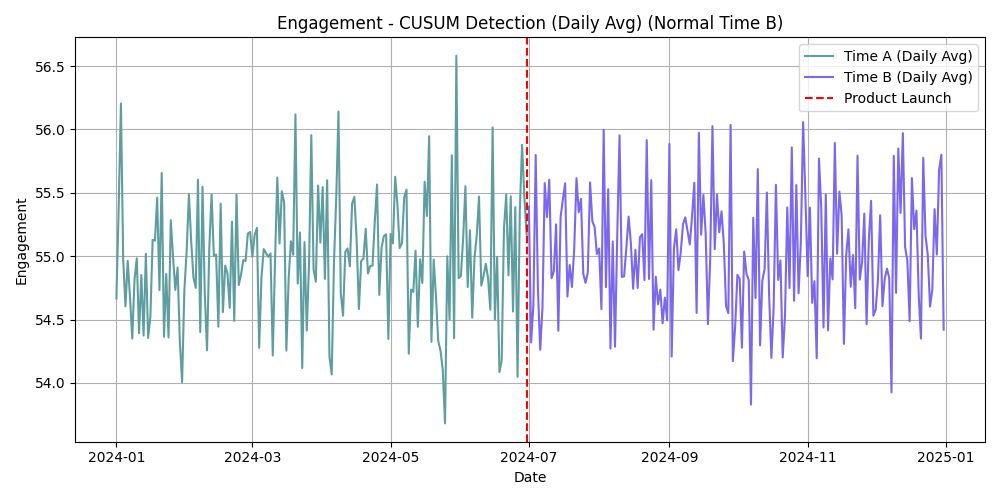 Engagement - CUSUM Detection (Daily Avg) (Normal Time B)
Time A (Daily Avg)
Time B (Daily Avg)
Product Launch
Engagement
56.5
56.0
55.5
55.0
54.5
54.0
2024-01
2024-03
2024-05
2024-07
2024-09
2024-11
2025-01
Date